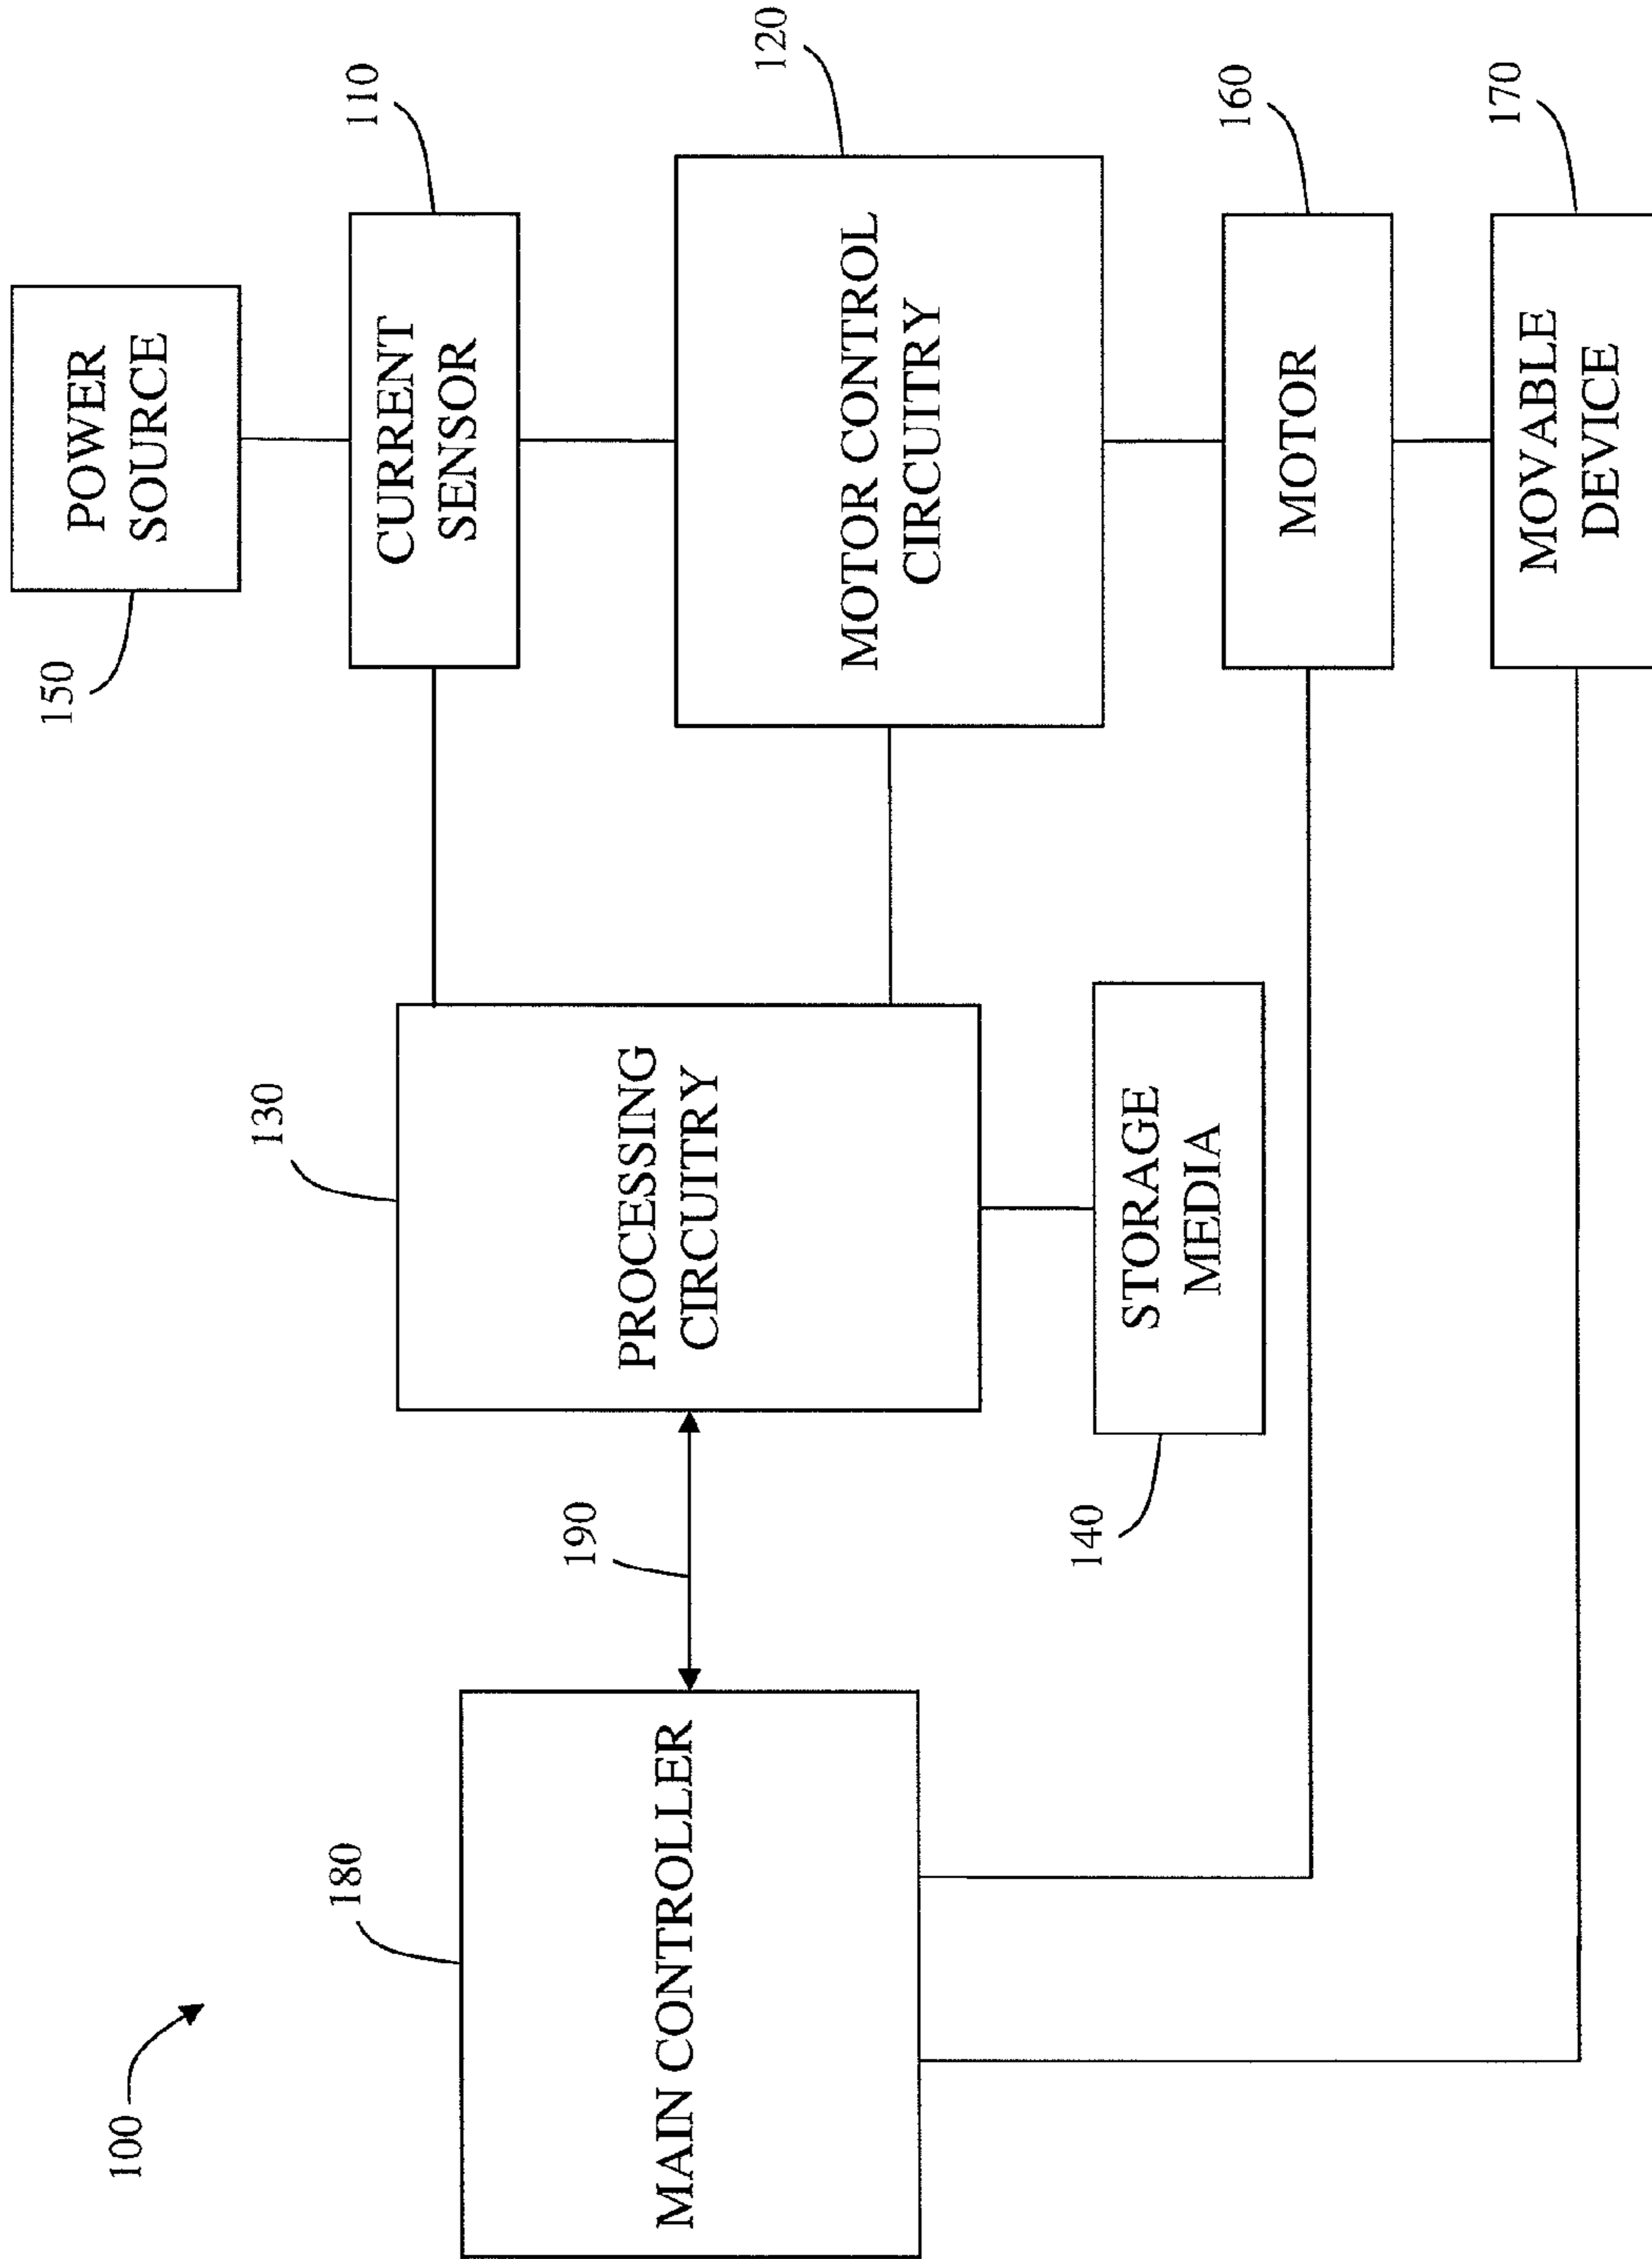 100
180
MAIN CONTROLLER
190
130
PROCESSING
CIRCUITRY
140
STORAGE
MEDIA
150
POWER
SOURCE
110
CURRENT
SENSOR
120
MOTOR CONTROL
CIRCUITRY
160
MOTOR
170
MOVABLE
DEVICE